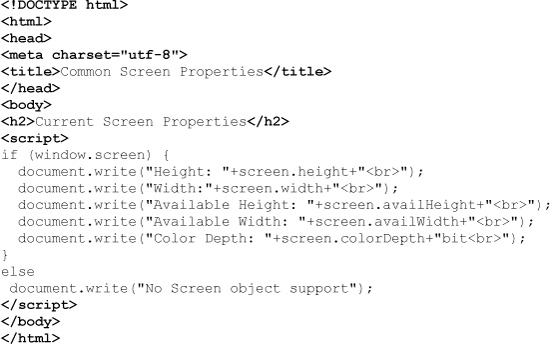 <!DOCTYPE html>
<html>
<head>
<meta charset="utf-8">
<title>Common Screen Properties</title>
</head>
<body>
<h2>Current Screen Properties</h2>
<script>
if (window.screen) {
  document.write("Height: "+screen.height+"<br>");
  document.write("Width:"+screen.width+"<br>");
  document.write("Available Height: "+screen.availHeight+"<br>");
  document.write("Available Width: "+screen.availWidth+"<br>");
  document.write("Color Depth: "+screen.colorDepth+"bit<br>");
}
else
 document.write("No Screen object support");
</script>
</body>
</html>